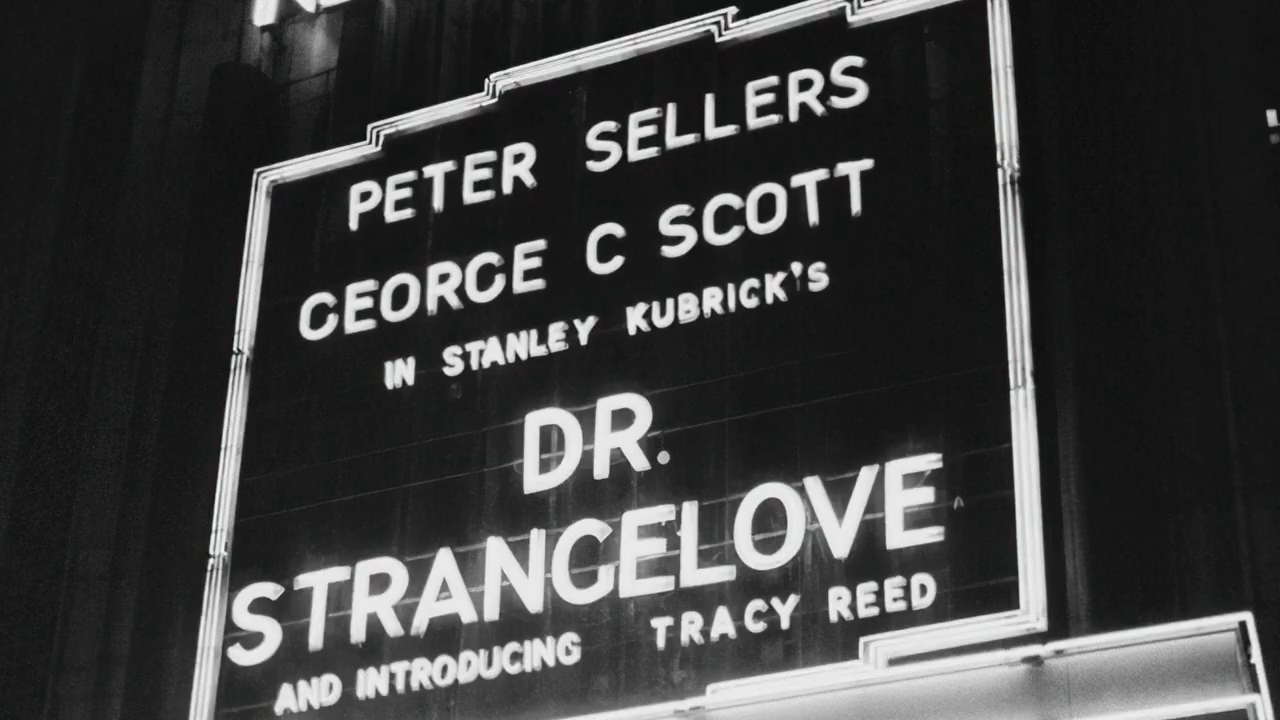 PETER SELLERS
GEORGE C SCOTT
IN STANLEY KUBRICK'S
DR.
STRANGELOVE
AND INTRODUCING TRACY REED